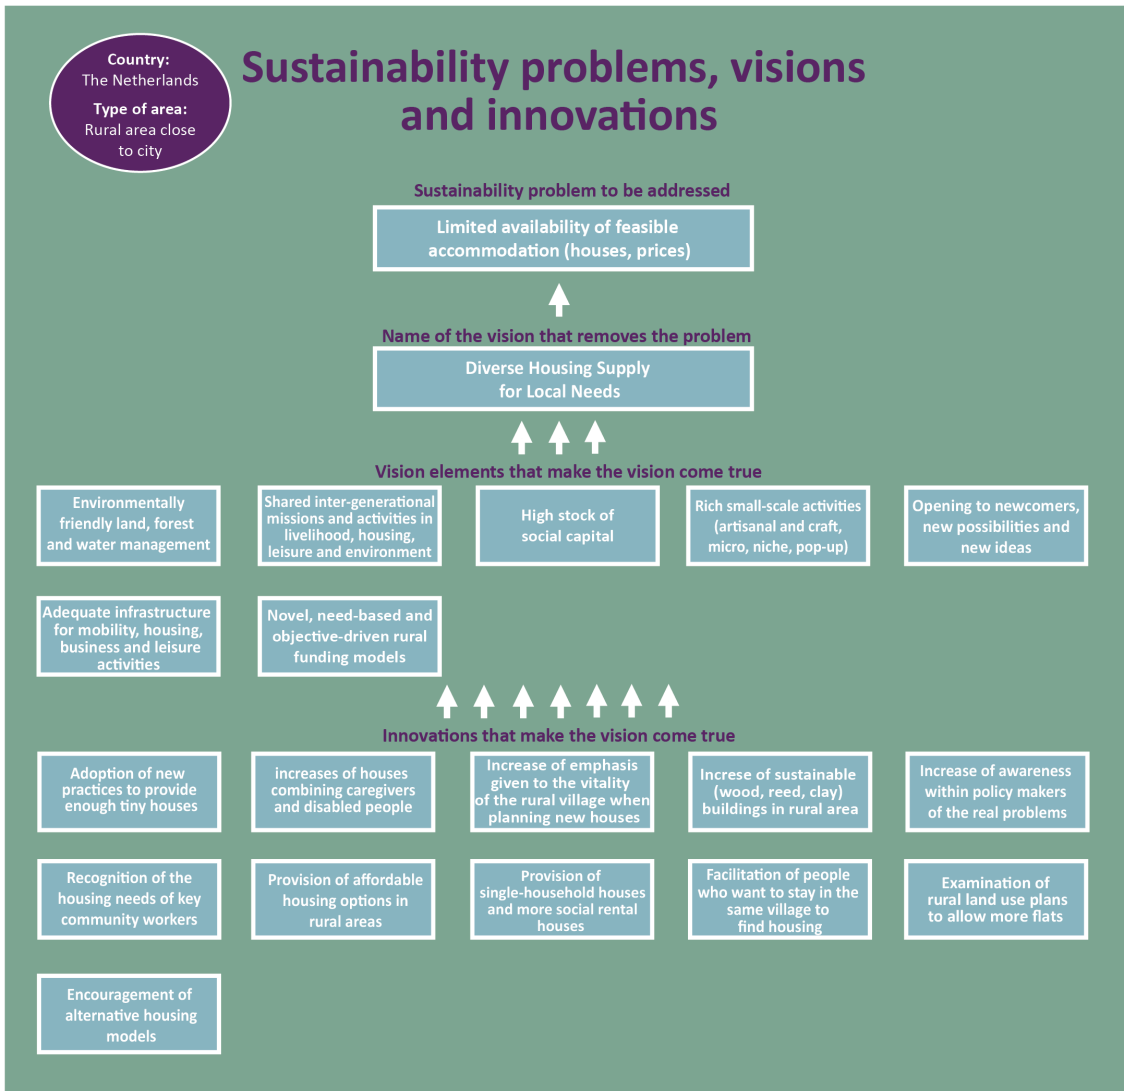 Country:
The Netherlands
Type of area:
Rural area close
to city
Sustainability problems, visions
and innovations
Sustainability problem to be addressed
Limited availability of feasible
accommodation (houses, prices)
Name of the vision that removes the problem
Diverse Housing Supply
for Local Needs
Vision elements that make the vision come true
Environmentally
friendly land, forest
and water management
Shared inter-generational
missions and activities in
livelihood, housing,
leisure and environment
High stock of
social capital
Rich small-scale activities
(artisanal and craft,
micro, niche, pop-up)
Opening to newcomers,
new possibilities and
new ideas
Adequate infrastructure
for mobility, housing,
business and leisure
activities
Novel, need-based and
objective-driven rural
funding models
Innovations that make the vision come true
Adoption of new
practices to provide
enough tiny houses
increases of houses
combining caregivers
and disabled people
Increase of emphasis
given to the vitality
of the rural village when
planning new houses
Increse of sustainable
(wood, reed, clay)
buildings in rural area
Increase of awareness
within policy makers
of the real problems
Recognition of the
housing needs of key
community workers
Provision of affordable
housing options in
rural areas
Provision of
single-household houses
and more social rental
houses
Facilitation of people
who want to stay in the
same village to
find housing
Examination of
rural land use plans
to allow more flats
Encouragement of
alternative housing
models